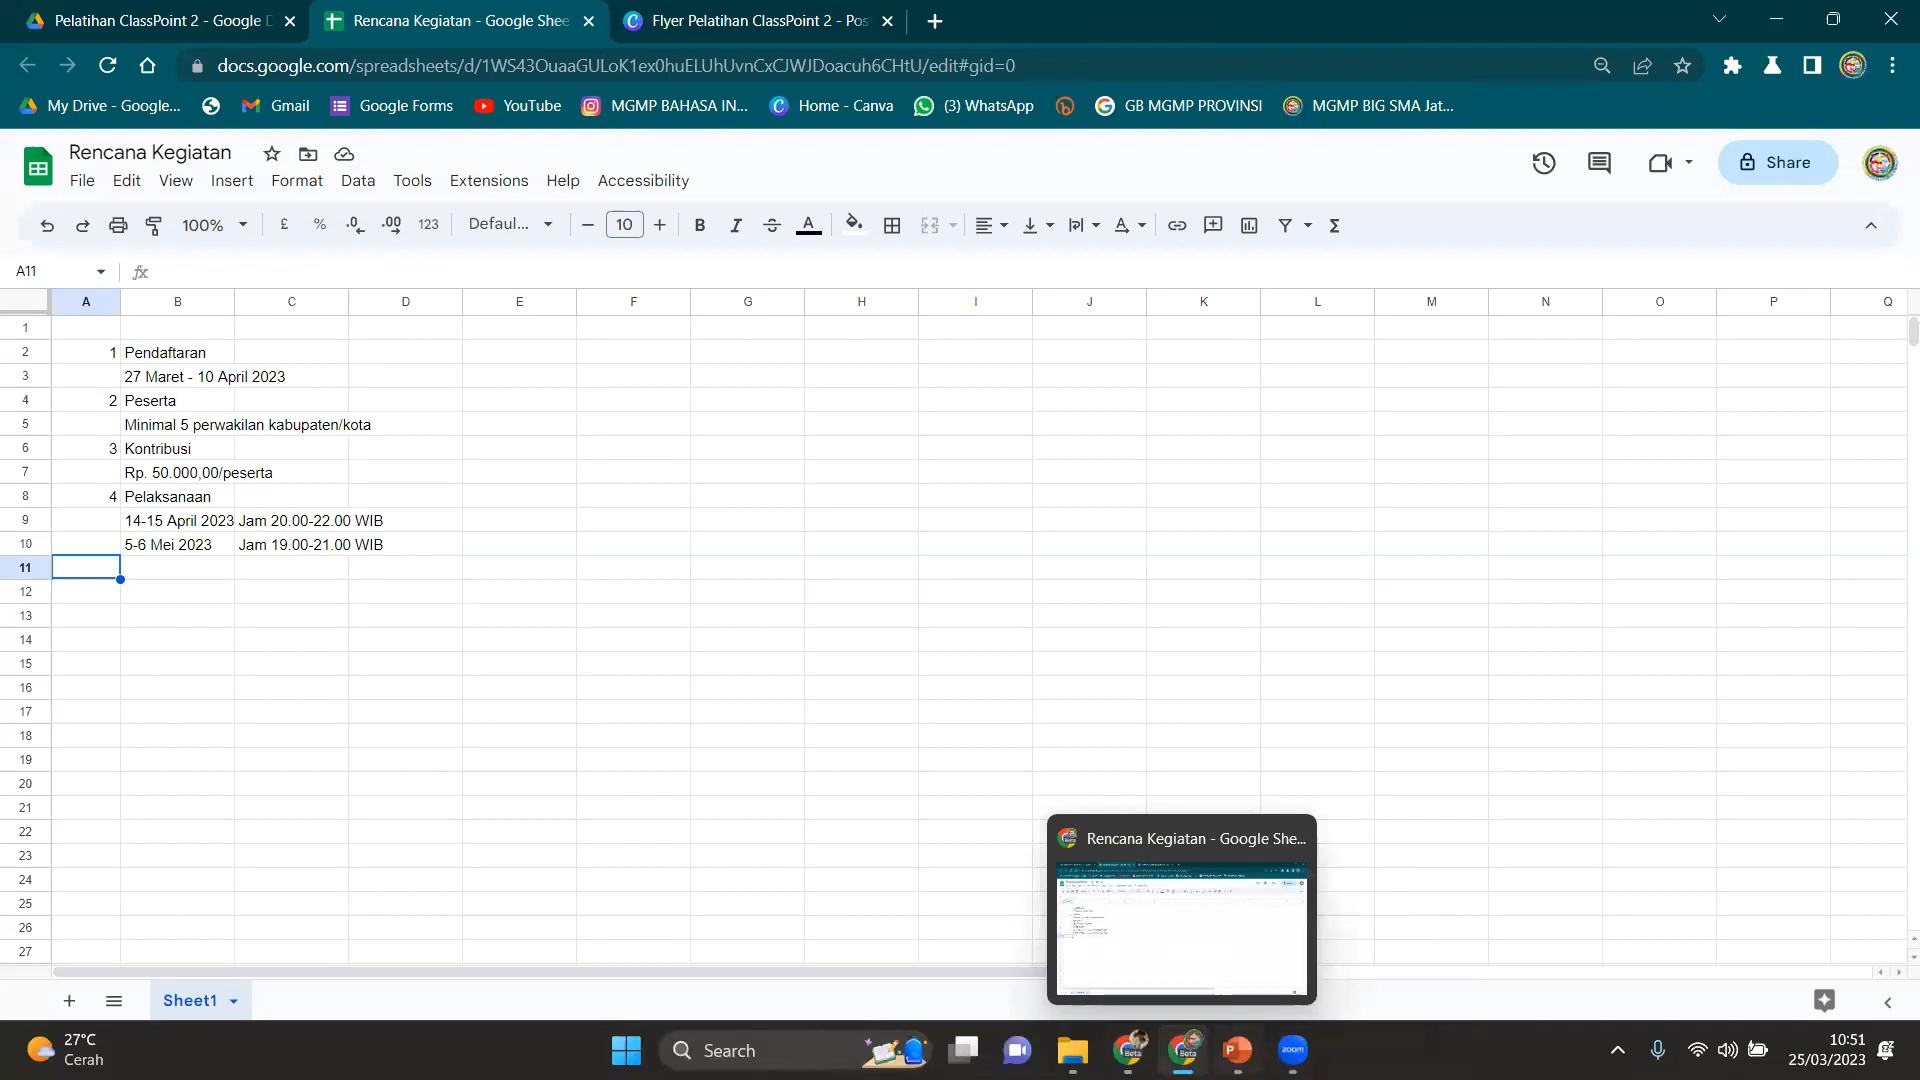 Pelatihan ClassPoint 2 - Google D
Rencana Kegiatan - Google Shee
Flyer Pelatihan ClassPoint 2 - Pos
docs.google.com/spreadsheets/d/1WS43OuaaGULoK1ex0huELUhUvnCxCJWJDoacuh6CHtU/edit#gid=0
My Drive - Google... Gmail Google Forms YouTube MGMP BAHASA IN... Home - Canva (3) WhatsApp GB MGMP PROVINSI MGMP BIG SMA Jat...
Rencana Kegiatan
Share
File Edit View Insert Format Data Tools Extensions Help Accessibility
100% £ % .0 .00 123 Defaul... 10 B I A Σ
A11 fx
A B C D E F G H I J K L M N O P Q
1
2 1 Pendaftaran
3 27 Maret - 10 April 2023
4 2 Peserta
5 Minimal 5 perwakilan kabupaten/kota
6 3 Kontribusi
7 Rp. 50.000,00/peserta
8 4 Pelaksanaan
9 14-15 April 2023 Jam 20.00-22.00 WIB
10 5-6 Mei 2023 Jam 19.00-21.00 WIB
11
12
13
14
15
16
17
18
19
20
21
22
23
24
25
26
27
Rencana Kegiatan - Google She...
Sheet1
27°C
Cerah
Search
Beta
Beta
zoom
10:51
25/03/2023